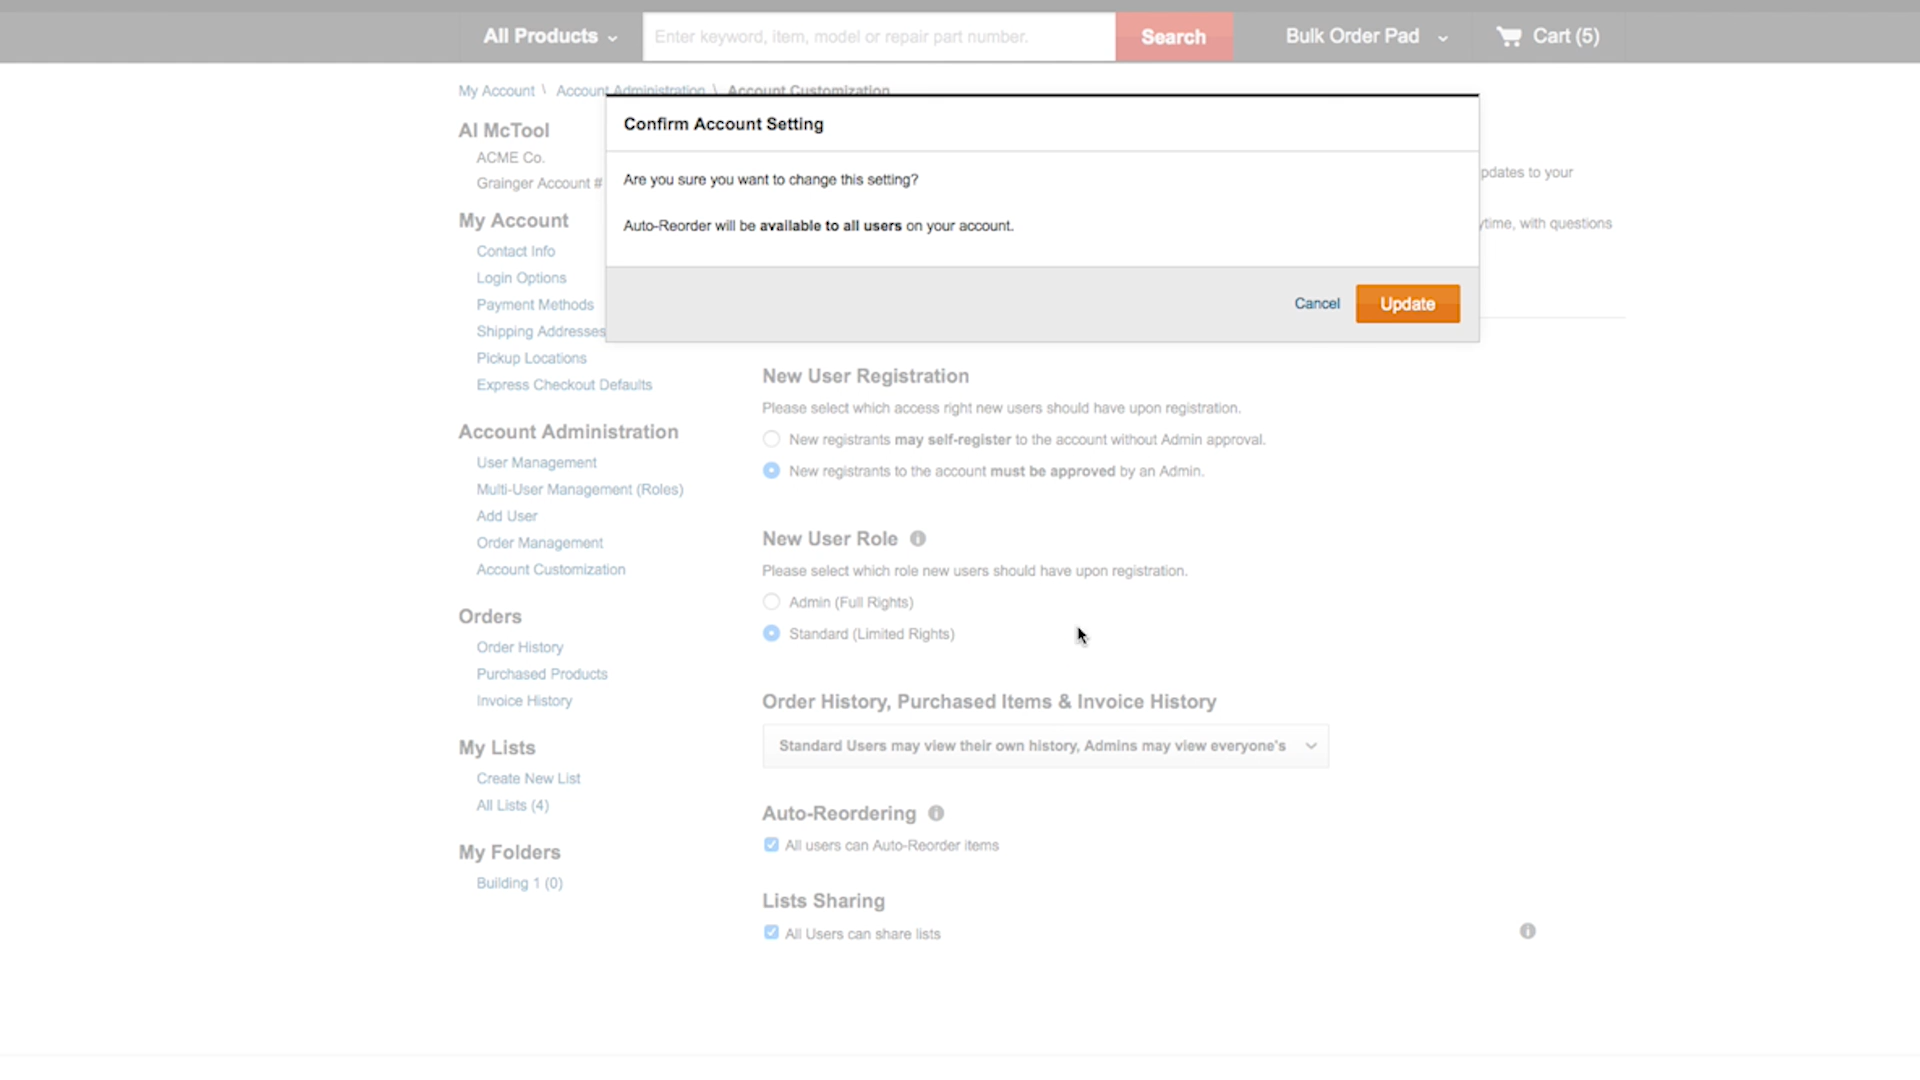 All Products
Enter keyword, item, model or repair part number.
Search
Bulk Order Pad
Cart (5)
My Account \ Account Administration \ Account Customization
Al McTool
ACME Co.
Grainger Account #
My Account
Contact Info
Login Options
Payment Methods
Shipping Addresses
Pickup Locations
Express Checkout Defaults
Account Administration
User Management
Multi-User Management (Roles)
Add User
Order Management
Account Customization
Orders
Order History
Purchased Products
Invoice History
My Lists
Create New List
All Lists (4)
My Folders
Building 1 (0)
Confirm Account Setting
Are you sure you want to change this setting?
Auto-Reorder will be available to all users on your account.
Cancel
Update
to your
with questions
New User Registration
Please select which access right new users should have upon registration.
New registrants may self-register to the account without Admin approval.
New registrants to the account must be approved by an Admin.
New User Role
Please select which role new users should have upon registration.
Admin (Full Rights)
Standard (Limited Rights)
Order History, Purchased Items & Invoice History
Standard Users may view their own history, Admins may view everyone's
Auto-Reordering
All users can Auto-Reorder items
Lists Sharing
All Users can share lists